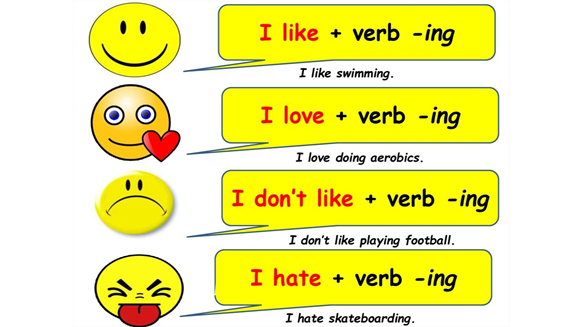 I like + verb -ing
I like swimming.
I love + verb -ing
I love doing aerobics.
I don't like + verb -ing
I don't like playing football.
I hate + verb -ing
I hate skateboarding.